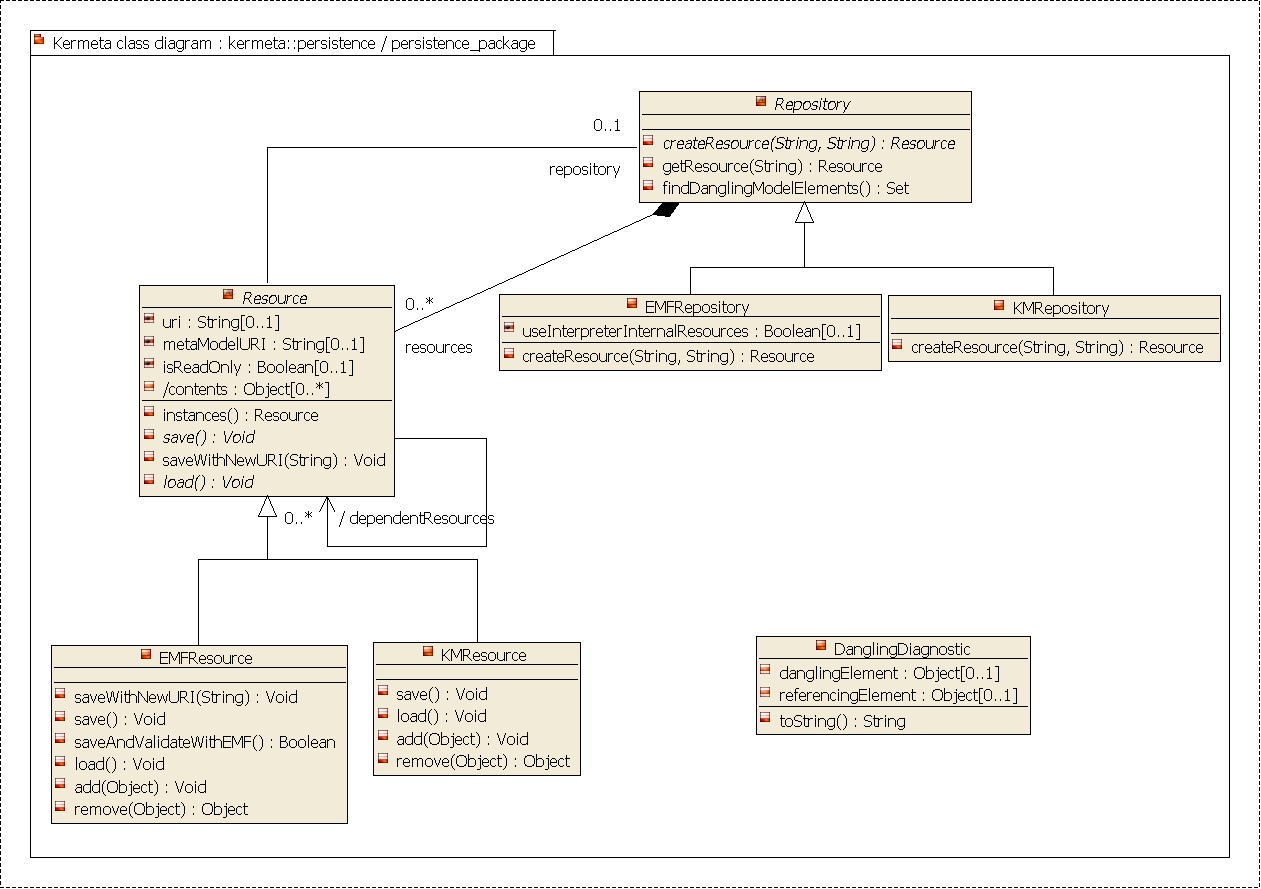 Kermeta class diagram : kermeta::persistence / persistence_package
Repository
createResource(String, String) : Resource
getResource(String) : Resource
findDanglingModelElements() : Set
0..1
repository
0..*
resources
Resource
uri : String[0..1]
metaModelURI : String[0..1]
isReadOnly : Boolean[0..1]
/contents : Object[0..*]
instances() : Resource
save() : Void
saveWithNewURI(String) : Void
load() : Void
EMFRepository
useInterpreterInternalResources : Boolean[0..1]
createResource(String, String) : Resource
KMRepository
createResource(String, String) : Resource
0..*
/ dependentResources
EMFResource
saveWithNewURI(String) : Void
save() : Void
saveAndValidateWithEMF() : Boolean
load() : Void
add(Object) : Void
remove(Object) : Object
KMResource
save() : Void
load() : Void
add(Object) : Void
remove(Object) : Object
DanglingDiagnostic
danglingElement : Object[0..1]
referencingElement : Object[0..1]
toString() : String